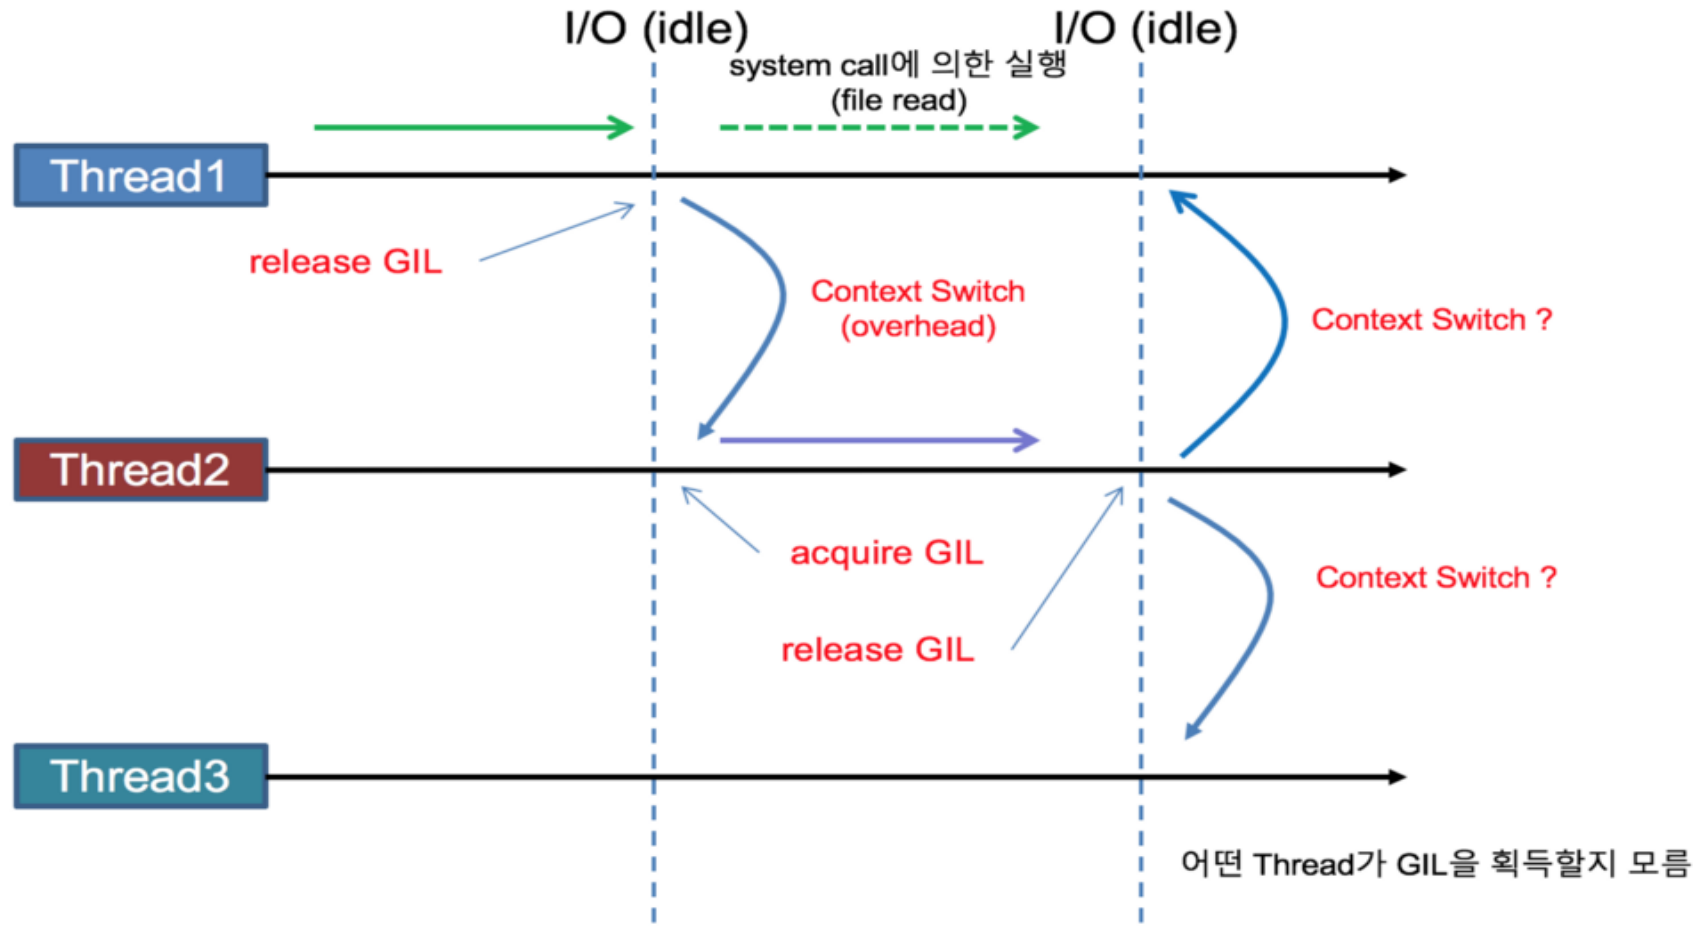 I/O (idle)
I/O (idle)
system call에 의한 실행
(file read)
Thread1
release GIL
Context Switch
(overhead)
Context Switch ?
Thread2
acquire GIL
Context Switch ?
release GIL
Thread3
어떤 Thread가 GIL을 획득할지 모름